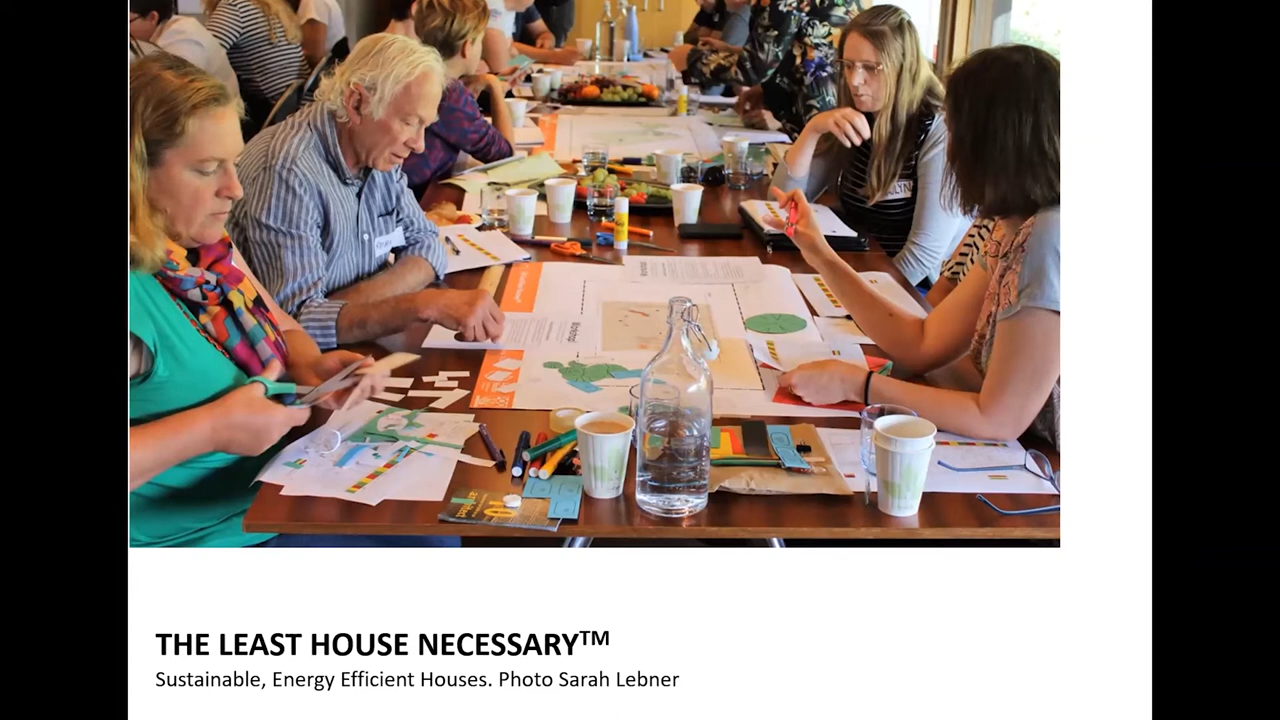 THE LEAST HOUSE NECESSARY™
Sustainable, Energy Efficient Houses. Photo Sarah Lebner